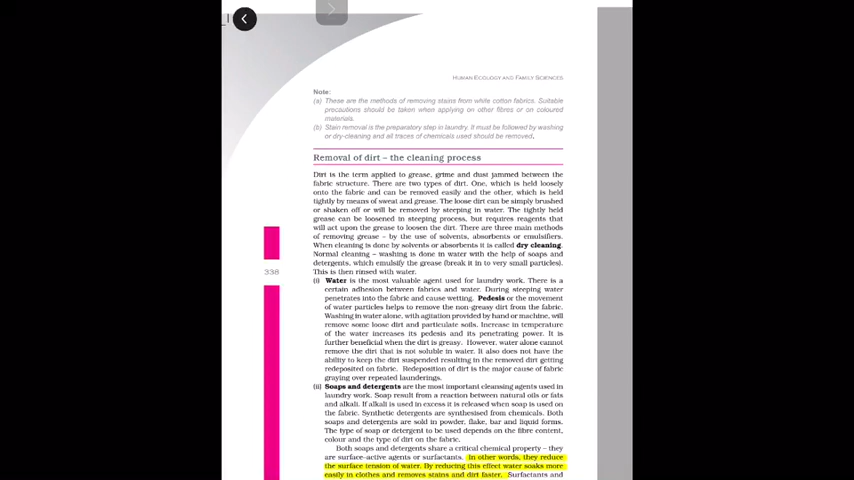 HUMAN ECOLOGY AND FAMILY SCIENCES
Note:
(a) These are the methods of removing stains from white cotton fabrics. Suitable
precautions should be taken when applying on other fibres or on coloured
materials.
(b) Stain removal is the preparatory step in laundry. It must be followed by washing
or dry-cleaning and all traces of chemicals used should be removed.
Removal of dirt – the cleaning process
Dirt is the term applied to grease, grime and dust jammed between the
fabric structure. There are two types of dirt. One, which is held loosely
onto the fabric and can be removed easily and the other, which is held
tightly by means of sweat and grease. The loose dirt can be simply brushed
or shaken off or will be removed by steeping in water. The tightly held
grease can be loosened in steeping process, but requires reagents that
will act upon the grease to loosen the dirt. There are three main methods
of removing grease – by the use of solvents, absorbents or emulsifiers.
When cleaning is done by solvents or absorbents it is called dry cleaning.
Normal cleaning – washing is done in water with the help of soaps and
detergents, which emulsify the grease (break it in to very small particles).
This is then rinsed with water.
338
(i) Water is the most valuable agent used for laundry work. There is a
certain adhesion between fabrics and water. During steeping water
penetrates into the fabric and cause wetting. Pedesis or the movement
of water particles helps to remove the non-greasy dirt from the fabric.
Washing in water alone, with agitation provided by hand or machine, will
remove some loose dirt and particulate soils. Increase in temperature
of the water increases its pedesis and its penetrating power. It is
further beneficial when the dirt is greasy. However, water alone cannot
remove the dirt that is not soluble in water. It also does not have the
ability to keep the dirt suspended resulting in the removed dirt getting
redeposited on fabric. Redeposition of dirt is the major cause of fabric
graying over repeated launderings.
(ii) Soaps and detergents are the most important cleansing agents used in
laundry work. Soap result from a reaction between natural oils or fats
and alkali. If alkali is used in excess it is released when soap is used on
the fabric. Synthetic detergents are synthesised from chemicals. Both
soaps and detergents are sold in powder, flake, bar and liquid forms.
The type of soap or detergent to be used depends on the fibre content,
colour and the type of dirt on the fabric.
Both soaps and detergents share a critical chemical property – they
are surface-active agents or surfactants. In other words, they reduce
the surface tension of water. By reducing this effect water soaks more
easily in clothes and removes stains and dirt faster. Surfactants and